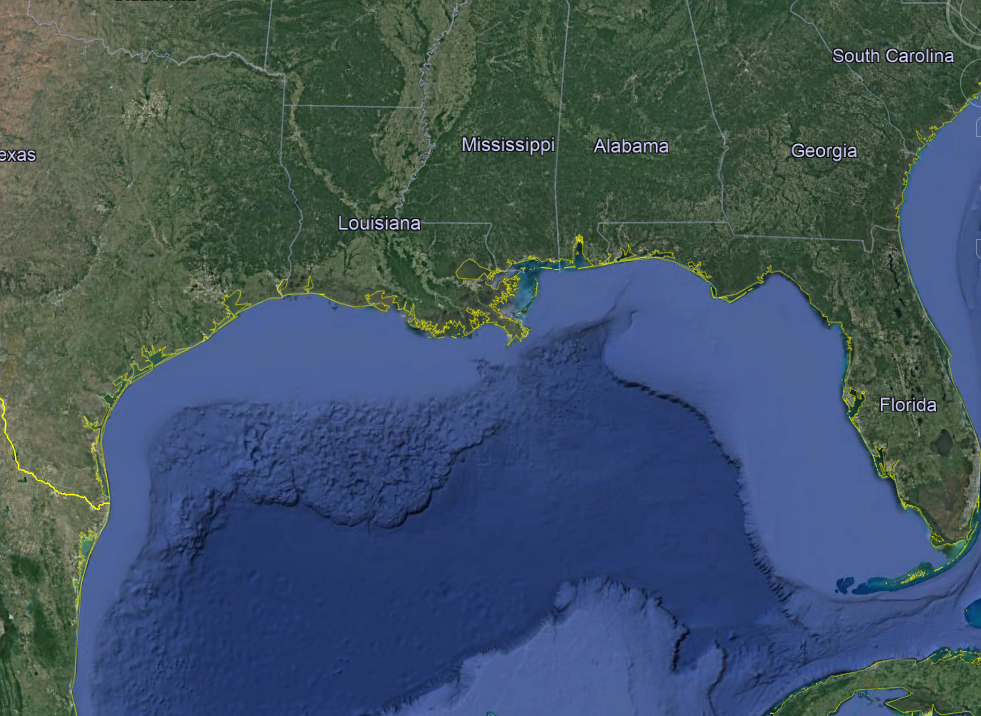 South Carolina
Mississippi
Alabama
Georgia
exas
Louisiana
Florida